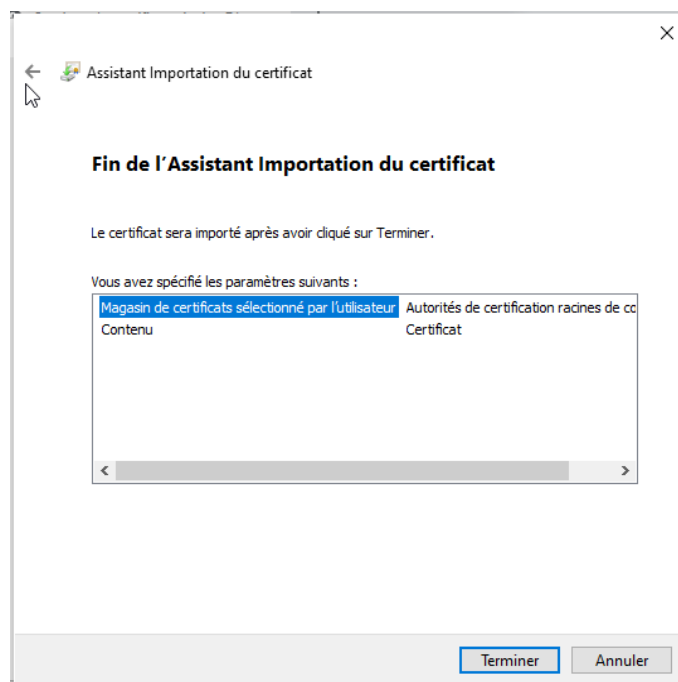 Assistant Importation du certificat
Fin de l’Assistant Importation du certificat
Le certificat sera importé après avoir cliqué sur Terminer.
Vous avez spécifié les paramètres suivants :
Magasin de certificats sélectionné par l’utilisateur Autorités de certification racines de cc
Contenu Certificat
Terminer Annuler